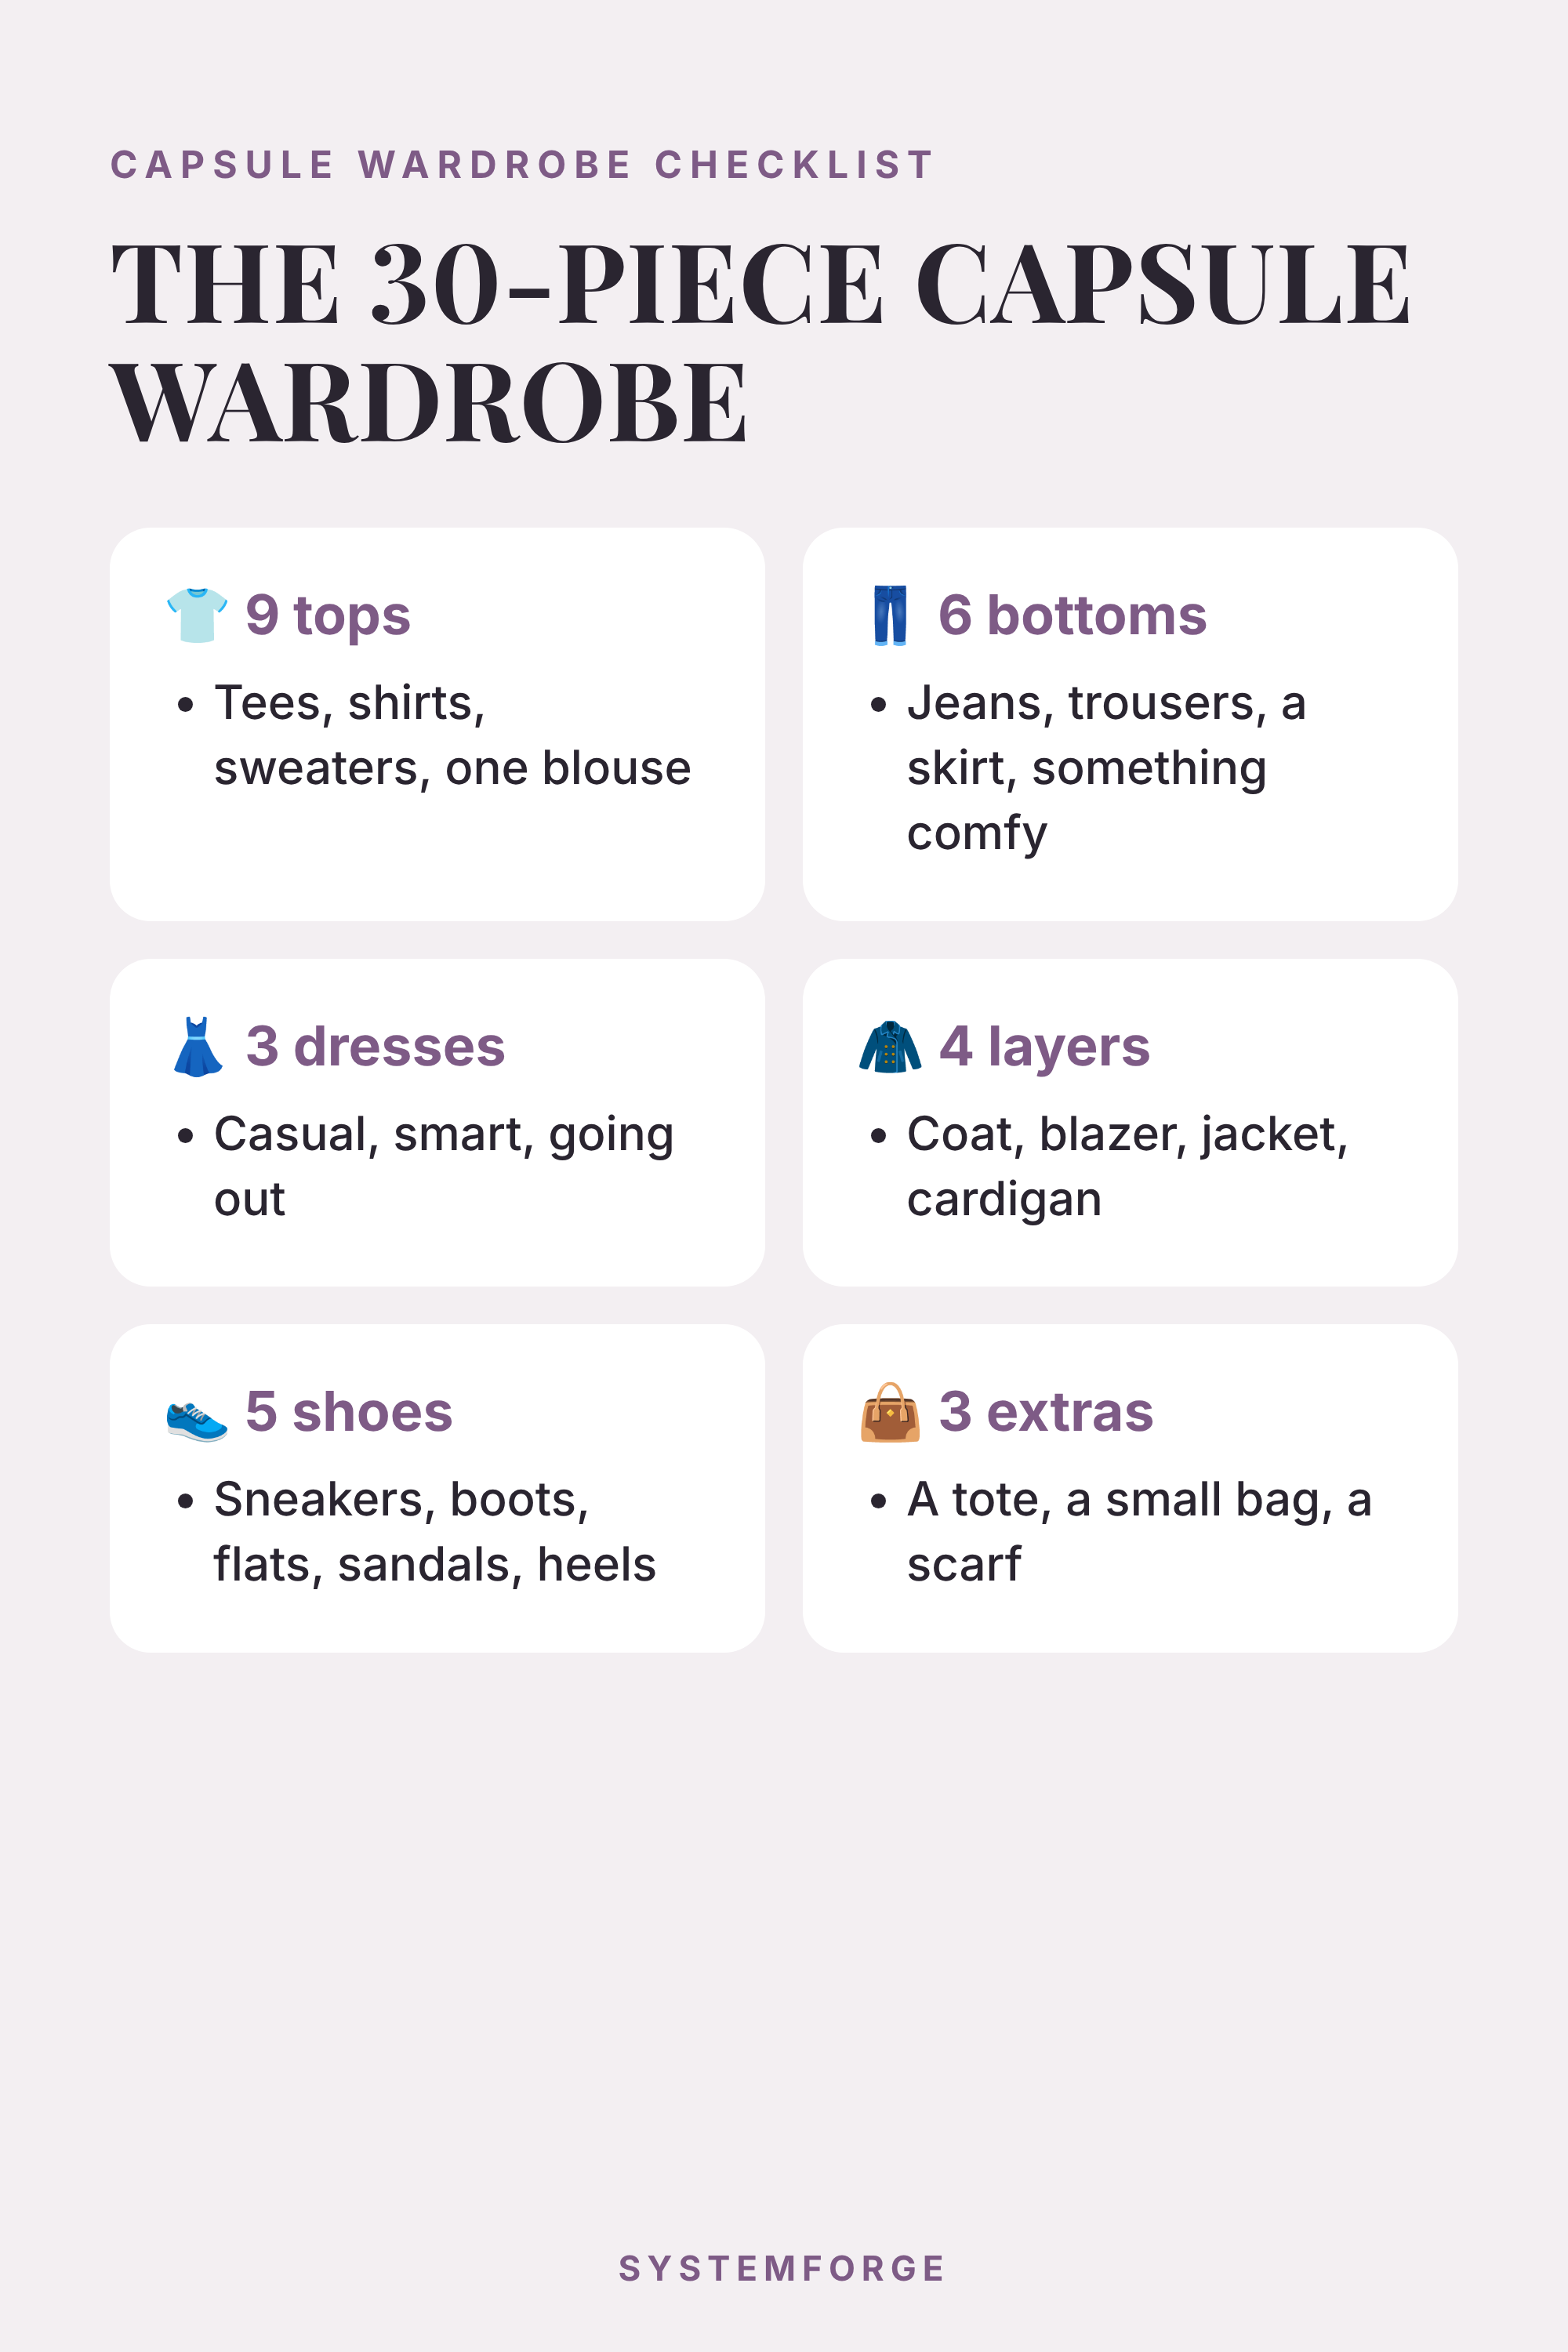 CAPSULE WARDROBE CHECKLIST
THE 30-PIECE CAPSULE
WARDROBE
9 tops
• Tees, shirts,
sweaters, one blouse
6 bottoms
• Jeans, trousers, a
skirt, something
comfy
3 dresses
• Casual, smart, going
out
4 layers
• Coat, blazer, jacket,
cardigan
5 shoes
• Sneakers, boots,
flats, sandals, heels
3 extras
• A tote, a small bag, a
scarf
SYSTEMFORGE